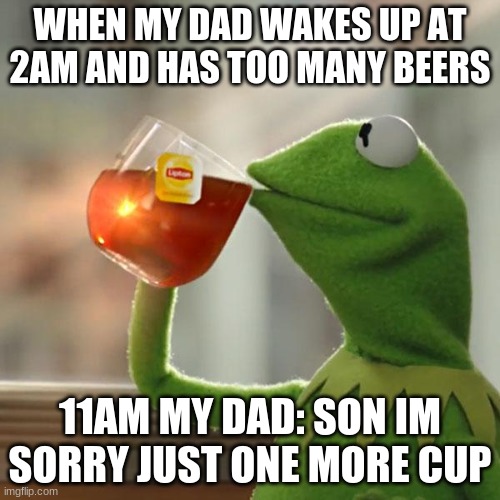 WHEN MY DAD WAKES UP AT
2AM AND HAS TOO MANY BEERS
Lipton
11AM MY DAD: SON IM
SORRY JUST ONE MORE CUP
imgflip.com